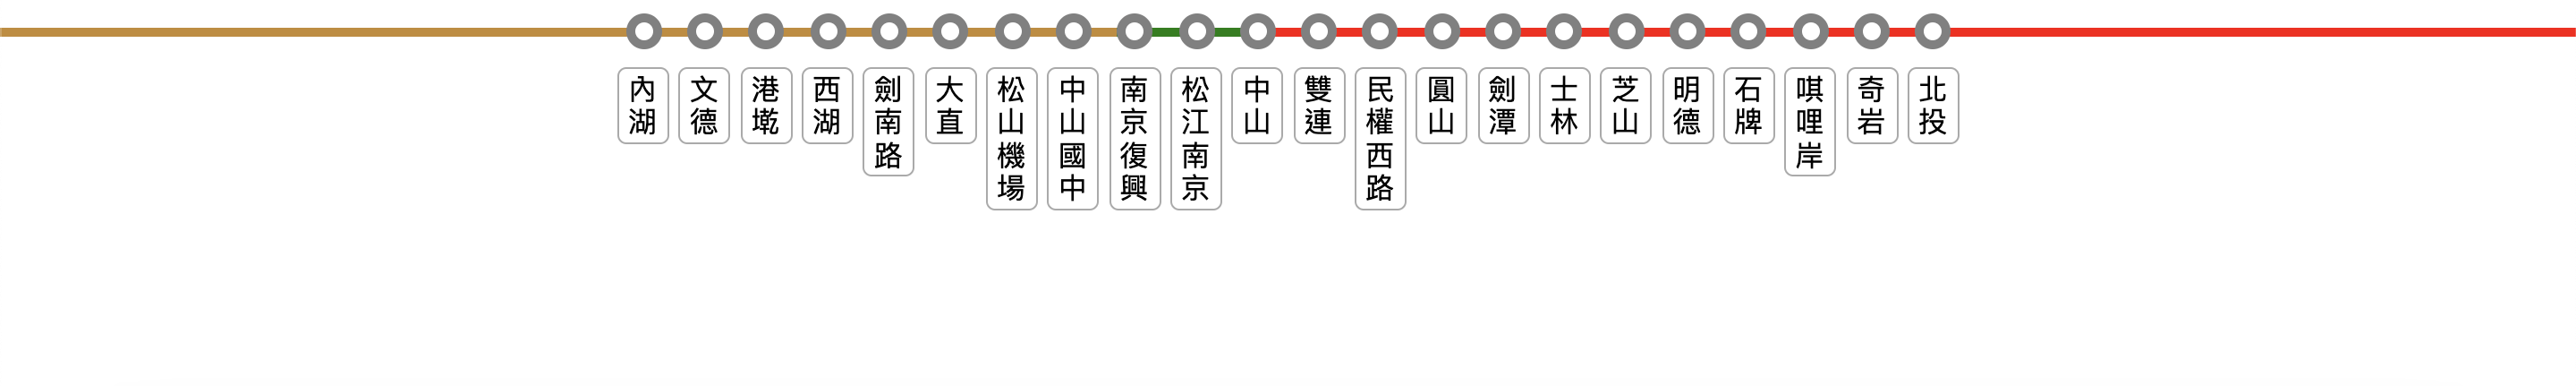 內湖
文德
港墘
西湖
劍南路
大直
松山機場
中山國中
南京復興
松江南京
中山
雙連
民權西路
圓山
劍潭
士林
芝山
明德
石牌
唭哩岸
奇岩
北投